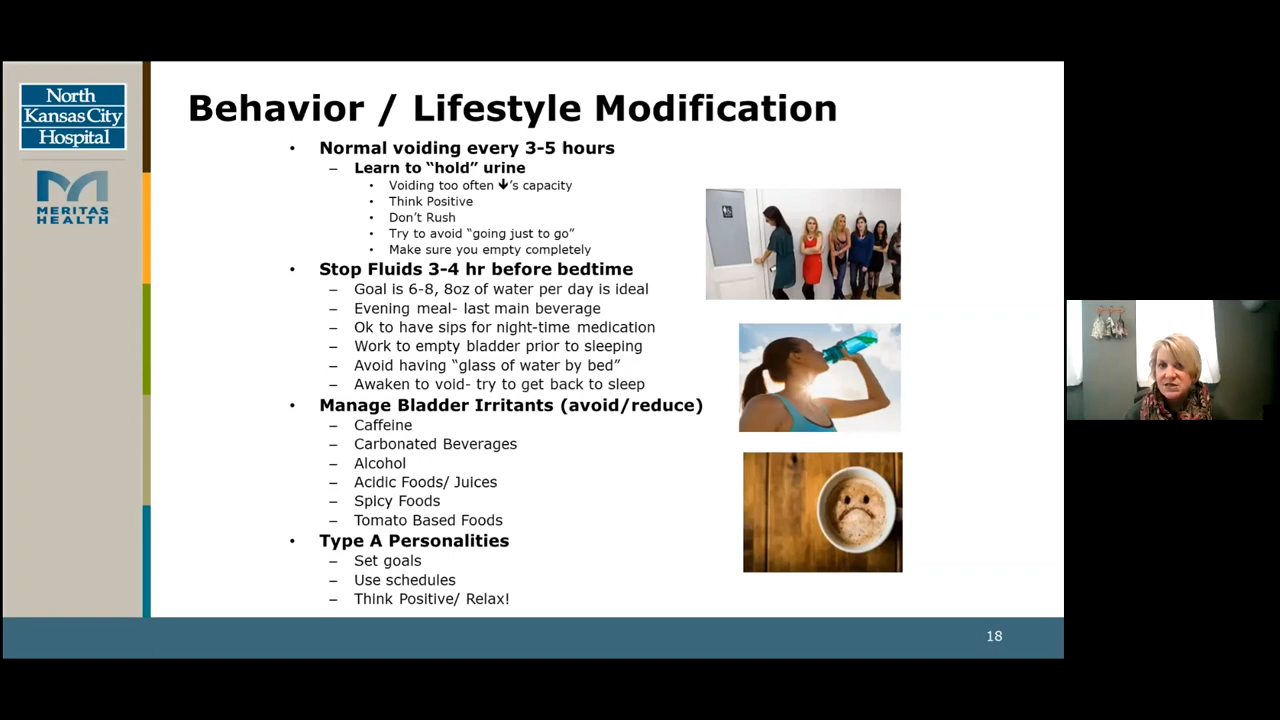 North
Kansas City
Hospital
MERITAS
HEALTH
Behavior / Lifestyle Modification
• Normal voiding every 3-5 hours
– Learn to “hold” urine
• Voiding too often 🡻’s capacity
• Think Positive
• Don’t Rush
• Try to avoid “going just to go”
• Make sure you empty completely
• Stop Fluids 3-4 hr before bedtime
– Goal is 6-8, 8oz of water per day is ideal
– Evening meal- last main beverage
– Ok to have sips for night-time medication
– Work to empty bladder prior to sleeping
– Avoid having “glass of water by bed”
– Awaken to void- try to get back to sleep
• Manage Bladder Irritants (avoid/reduce)
– Caffeine
– Carbonated Beverages
– Alcohol
– Acidic Foods/ Juices
– Spicy Foods
– Tomato Based Foods
• Type A Personalities
– Set goals
– Use schedules
– Think Positive/ Relax!
18